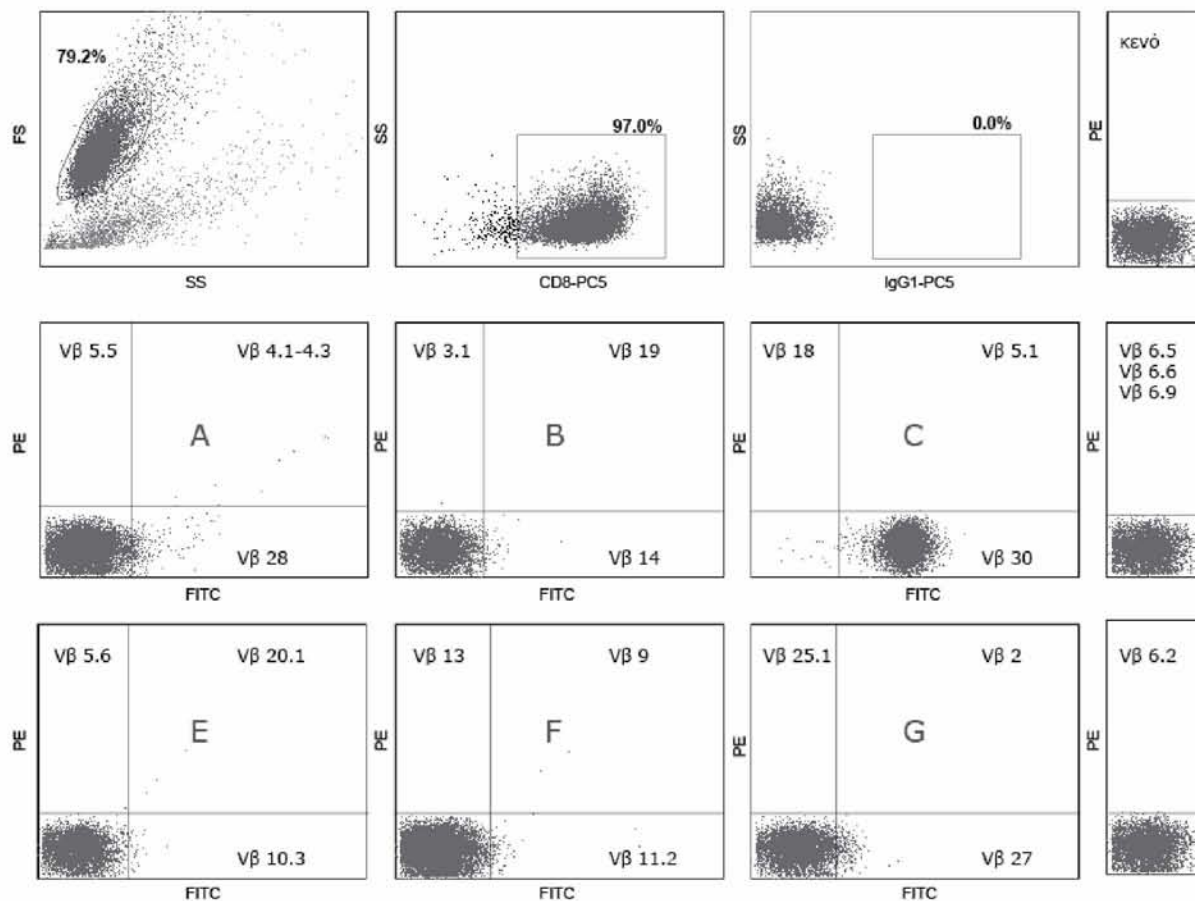 79.2%
FS
SS
97.0%
SS
CD8-PC5
0.0%
SS
IgG1-PC5
κενό
PE
Vβ 5.5
Vβ 4.1-4.3
A
PE
Vβ 28
FITC
Vβ 3.1
Vβ 19
B
PE
Vβ 14
FITC
Vβ 18
Vβ 5.1
C
PE
Vβ 30
FITC
Vβ 6.5
Vβ 6.6
Vβ 6.9
PE
Vβ 5.6
Vβ 20.1
E
PE
Vβ 10.3
FITC
Vβ 13
Vβ 9
F
PE
Vβ 11.2
FITC
Vβ 25.1
Vβ 2
G
PE
Vβ 27
FITC
Vβ 6.2
PE